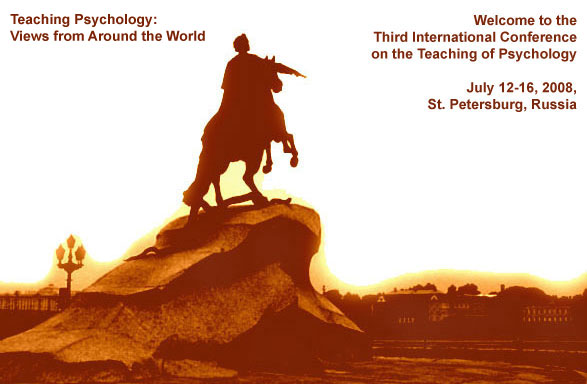 Teaching Psychology:
Views from Around the World
Welcome to the
Third International Conference
on the Teaching of Psychology
July 12-16, 2008,
St. Petersburg, Russia